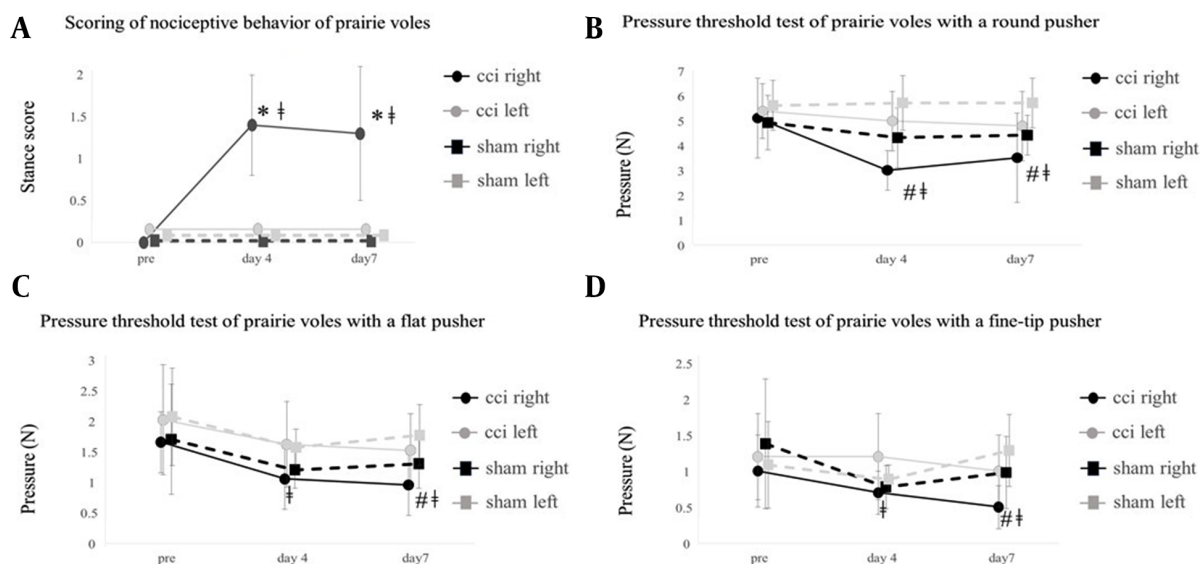 A
Scoring of nociceptive behavior of prairie voles
Stance score
2
1.5
1
0.5
0
pre
day 4
day7
* ǂ
* ǂ
cci right
cci left
sham right
sham left
B
Pressure threshold test of prairie voles with a round pusher
Pressure (N)
7
6
5
4
3
2
1
0
pre
day 4
day7
# ǂ
# ǂ
cci right
cci left
sham right
sham left
C
Pressure threshold test of prairie voles with a flat pusher
Pressure (N)
3
2.5
2
1.5
1
0.5
0
pre
day 4
day7
ǂ
# ǂ
cci right
cci left
sham right
sham left
D
Pressure threshold test of prairie voles with a fine-tip pusher
Pressure (N)
2.5
2
1.5
1
0.5
0
pre
day 4
day7
ǂ
# ǂ
cci right
cci left
sham right
sham left